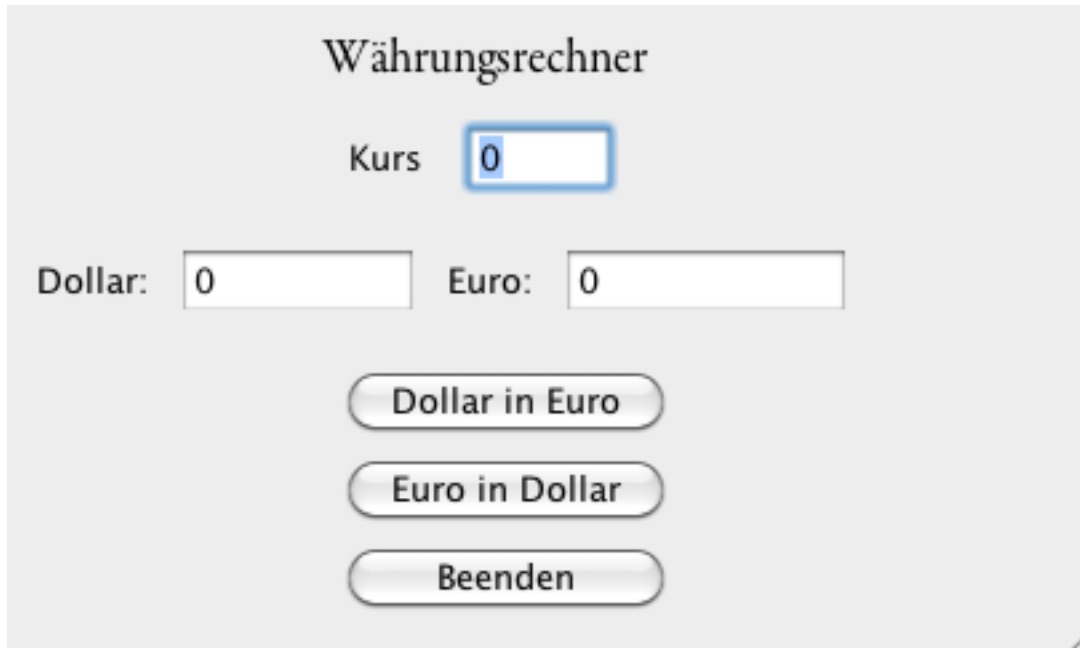 Währungsrechner
Kurs 0
Dollar: 0 Euro: 0
Dollar in Euro
Euro in Dollar
Beenden